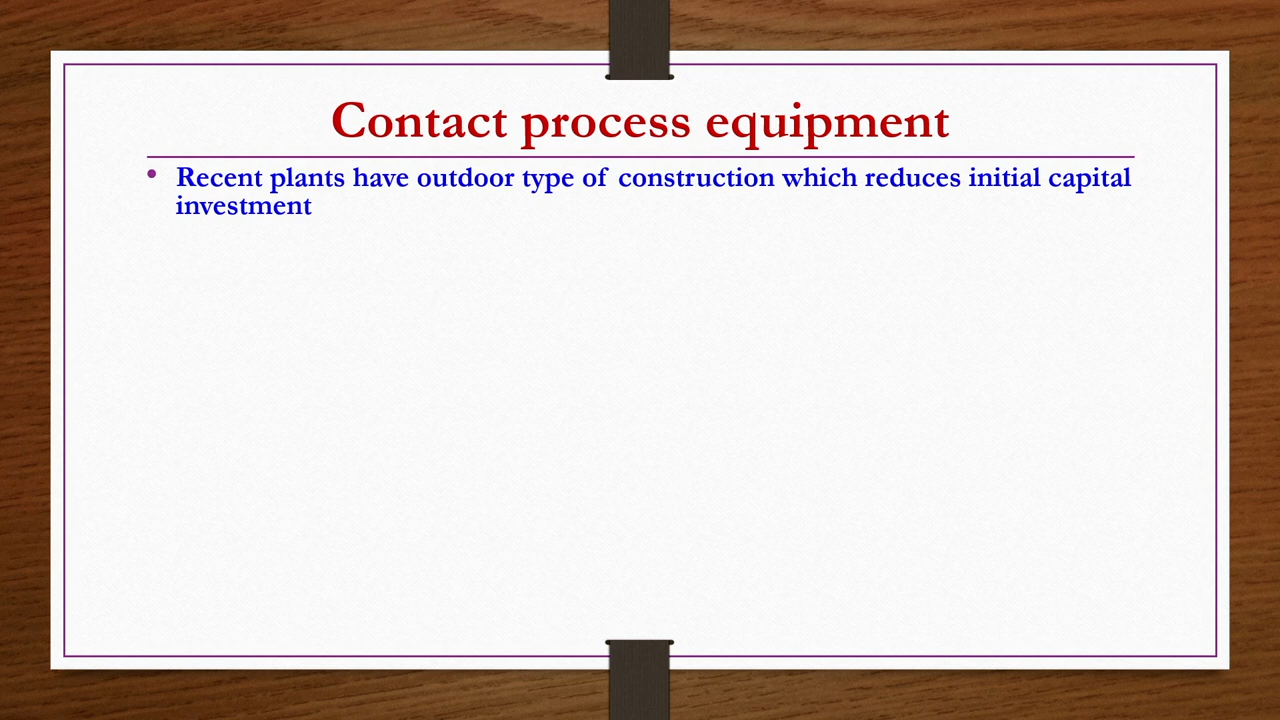 Contact process equipment
• Recent plants have outdoor type of construction which reduces initial capital
investment